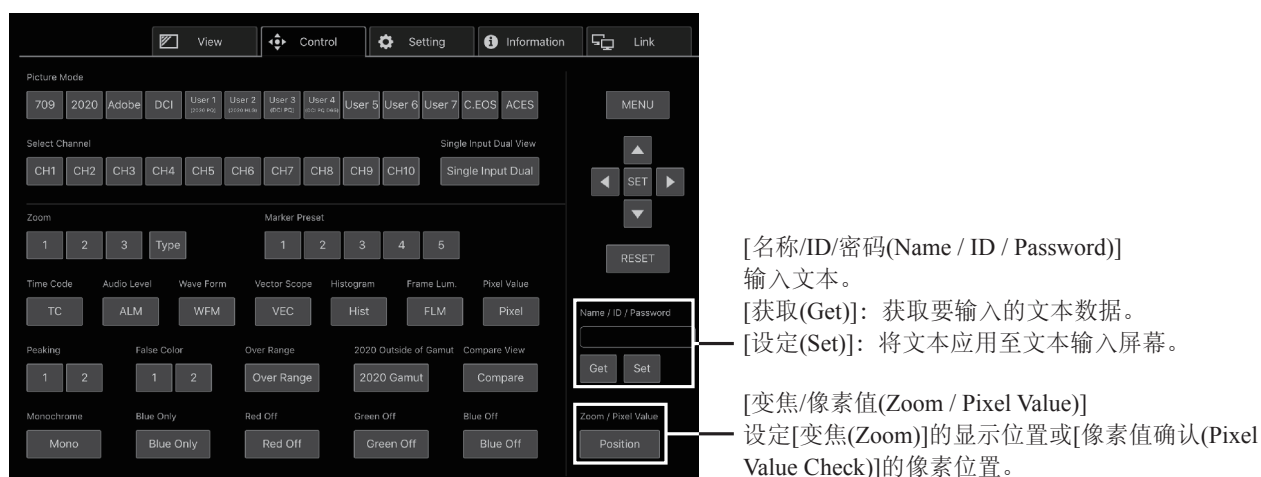 View Control Setting Information Link
Picture Mode
709 2020 Adobe DCI User 1 (2020 PQ) User 2 (2020 HLG) User 3 (DCI PQ) User 4 User 5 User 6 User 7 C.EOS ACES
MENU
Select Channel Single Input Dual View
CH1 CH2 CH3 CH4 CH5 CH6 CH7 CH8 CH9 CH10 Single Input Dual
SET
Zoom Marker Preset
1 2 3 Type 1 2 3 4 5
RESET
Time Code Audio Level Wave Form Vector Scope Histogram Frame Lum. Pixel Value
TC ALM WFM VEC Hist FLM Pixel
Peaking False Color Over Range 2020 Outside of Gamut Compare View
1 2 1 2 Over Range 2020 Gamut Compare
Monochrome Blue Only Red Off Green Off Blue Off
Mono Blue Only Red Off Green Off Blue Off
Name / ID / Password
Get Set
Zoom / Pixel Value
Position
[名称/ID/密码(Name / ID / Password)]
输入文本。
[获取(Get)]：获取要输入的文本数据。
[设定(Set)]：将文本应用至文本输入屏幕。
[变焦/像素值(Zoom / Pixel Value)]
设定[变焦(Zoom)]的显示位置或[像素值确认(Pixel
Value Check)]的像素位置。